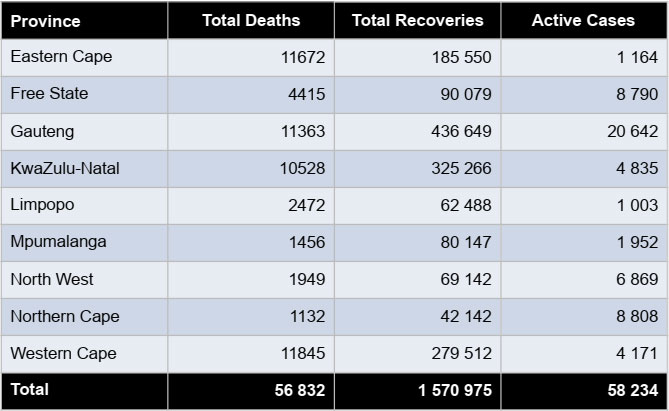 Province Total Deaths Total Recoveries Active Cases
Eastern Cape 11672 185 550 1 164
Free State 4415 90 079 8 790
Gauteng 11363 436 649 20 642
KwaZulu-Natal 10528 325 266 4 835
Limpopo 2472 62 488 1 003
Mpumalanga 1456 80 147 1 952
North West 1949 69 142 6 869
Northern Cape 1132 42 142 8 808
Western Cape 11845 279 512 4 171
Total 56 832 1 570 975 58 234